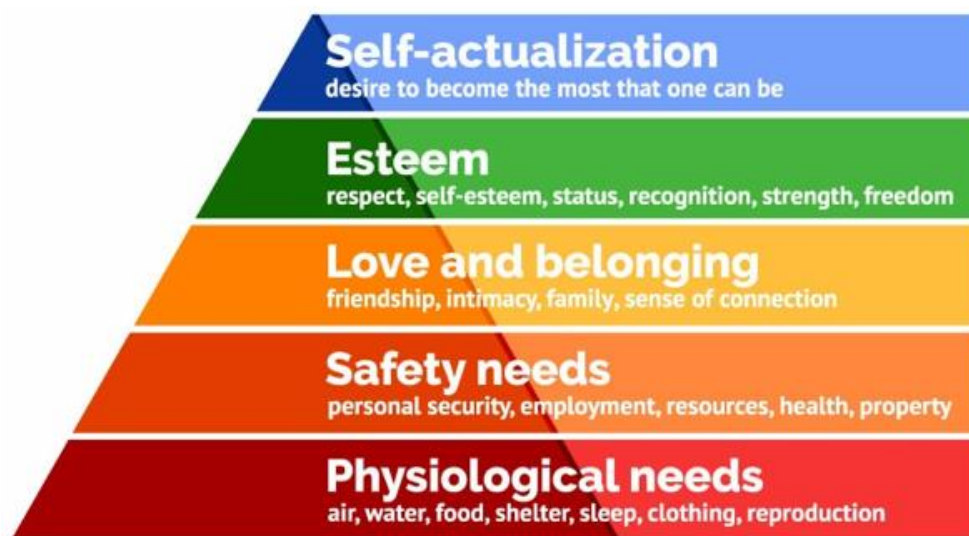 Self-actualization
desire to become the most that one can be
Esteem
respect, self-esteem, status, recognition, strength, freedom
Love and belonging
friendship, intimacy, family, sense of connection
Safety needs
personal security, employment, resources, health, property
Physiological needs
air, water, food, shelter, sleep, clothing, reproduction